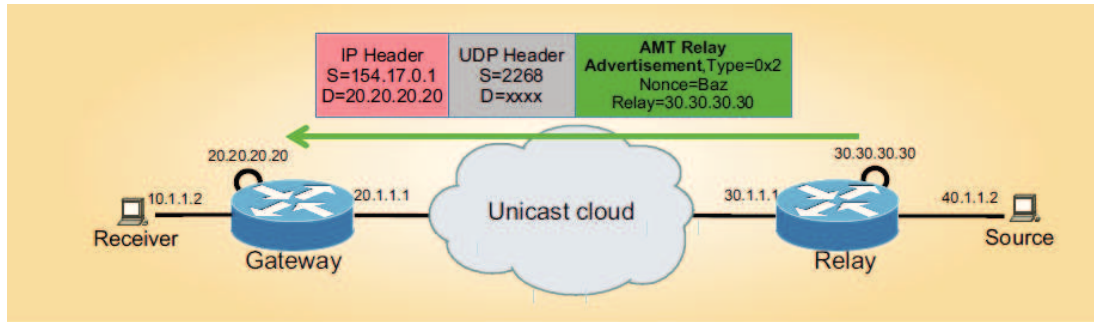 IP Header
S=154.17.0.1
D=20.20.20.20
UDP Header
S=2268
D=xxxx
AMT Relay
Advertisement,Type=0x2
Nonce=Baz
Relay=30.30.30.30
20.20.20.20
30.30.30.30
10.1.1.2
20.1.1.1
Unicast cloud
30.1.1.1
40.1.1.2
Receiver
Gateway
Relay
Source